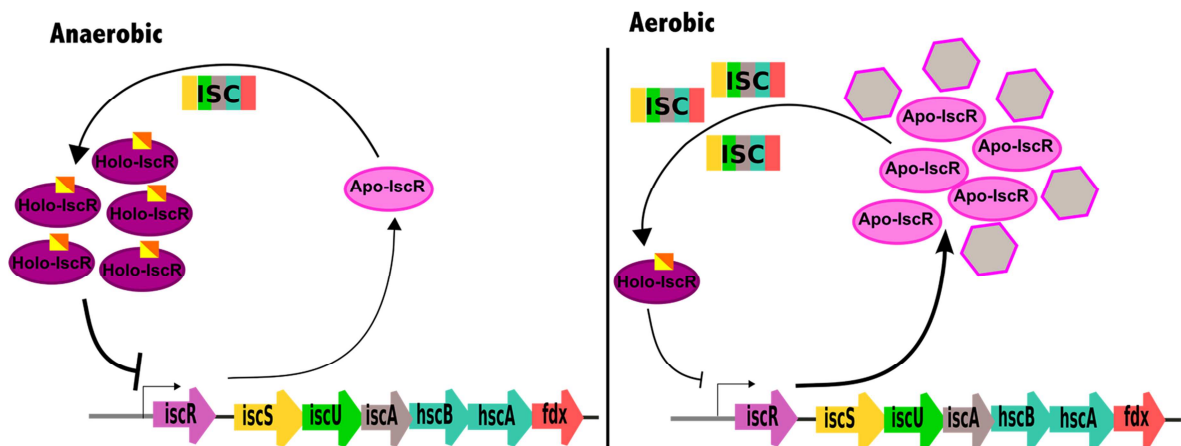 Anaerobic
ISC
Holo-IscR
Holo-IscR
Holo-IscR
Holo-IscR
Holo-IscR
Apo-IscR
iscR
iscS
iscU
iscA
hscB
hscA
fdx
Aerobic
ISC
ISC
ISC
Apo-IscR
Apo-IscR
Apo-IscR
Apo-IscR
Apo-IscR
Holo-IscR
iscR
iscS
iscU
iscA
hscB
hscA
fdx